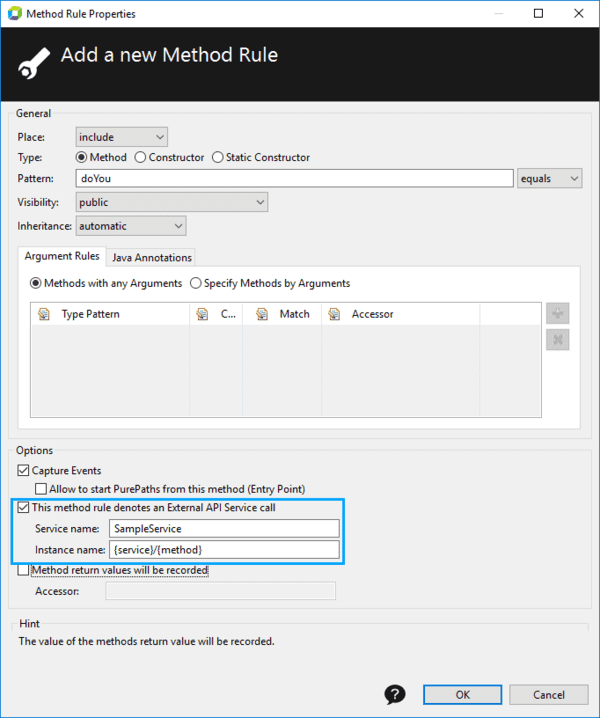 Method Rule Properties
Add a new Method Rule
General
Place: include
Type: Method Constructor Static Constructor
Pattern: doYou equals
Visibility: public
Inheritance: automatic
Argument Rules Java Annotations
Methods with any Arguments Specify Methods by Arguments
Type Pattern C... Match Accessor
Options
Capture Events
Allow to start PurePaths from this method (Entry Point)
This method rule denotes an External API Service call
Service name: SampleService
Instance name: {service}/{method}
Method return values will be recorded
Accessor:
Hint
The value of the methods return value will be recorded.
? OK Cancel